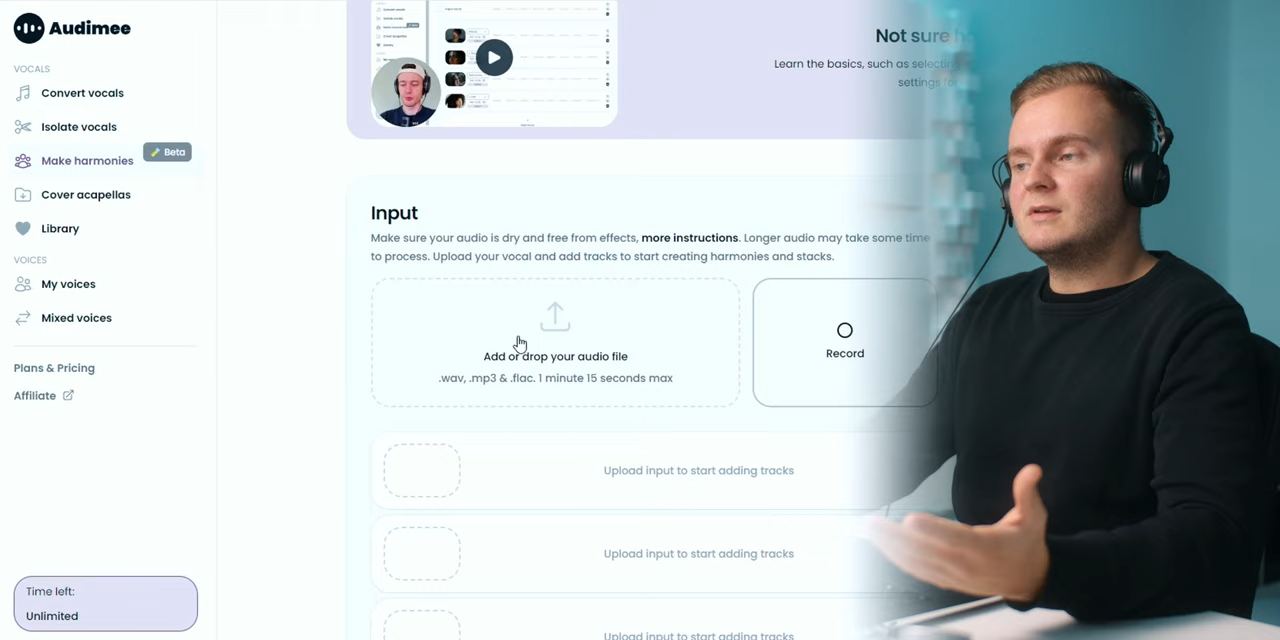 Audimee
VOCALS
Convert vocals
Isolate vocals
Make harmonies
Beta
Cover acapellas
Library
VOICES
My voices
Mixed voices
Plans & Pricing
Affiliate
Time left:
Unlimited
Not sure
Learn the basics, such as selecting
settings
Input
Make sure your audio is dry and free from effects, more instructions. Longer audio may take some time
to process. Upload your vocal and add tracks to start creating harmonies and stacks.
Add or drop your audio file
.wav, .mp3 & .flac. 1 minute 15 seconds max
Record
Upload input to start adding tracks
Upload input to start adding tracks
Upload input to start adding tracks